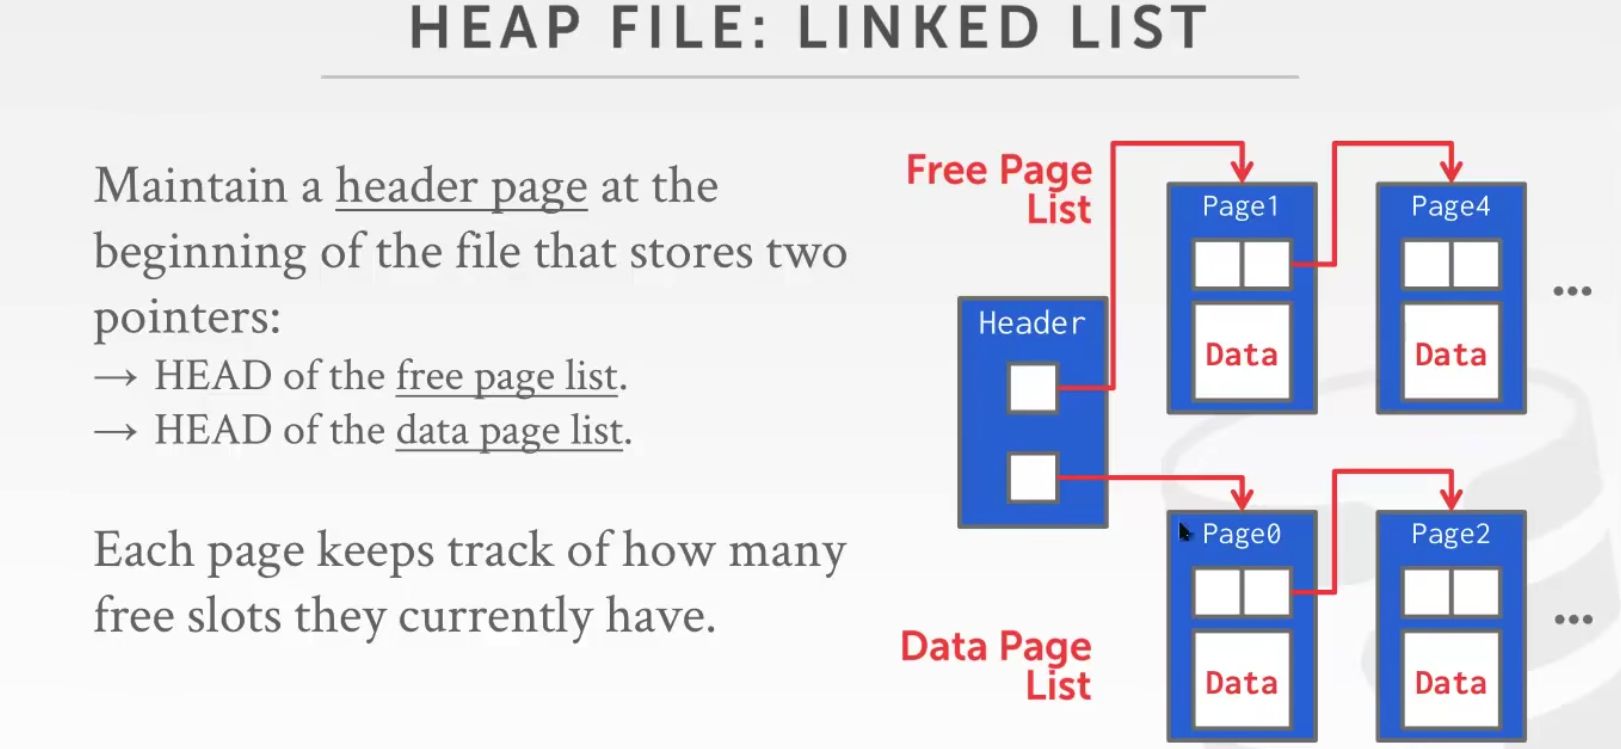 HEAP FILE: LINKED LIST
Maintain a header page at the
beginning of the file that stores two
pointers:
→ HEAD of the free page list.
→ HEAD of the data page list.
Each page keeps track of how many
free slots they currently have.
Free Page
List
Header
Page1
Data
Page4
Data
...
Data Page
List
Page0
Data
Page2
Data
...